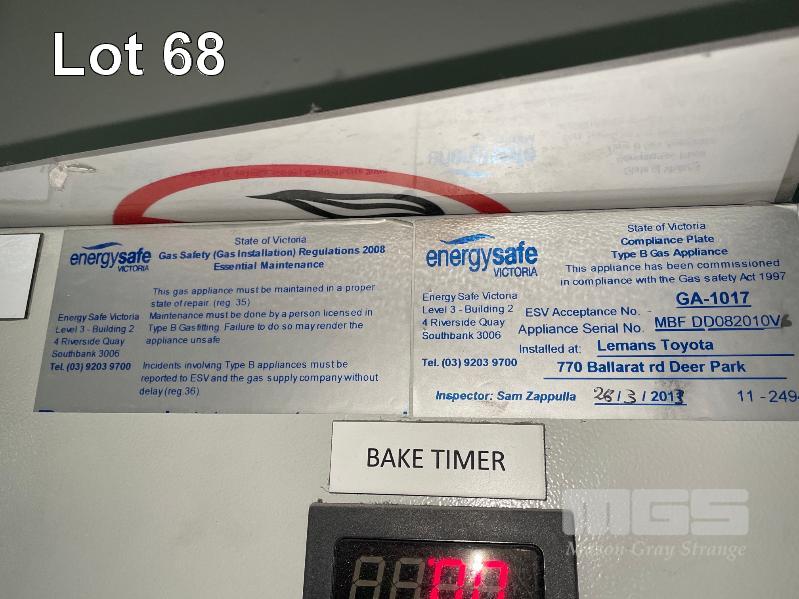 Lot 68
energysafe
VICTORIA
State of Victoria
Gas Safety (Gas Installation) Regulations 2008
Essential Maintenance
This gas appliance must be maintained in a proper
state of repair. (reg. 35)
Energy Safe Victoria
Level 3 - Building 2
4 Riverside Quay
Southbank 3006
Tel. (03) 9203 9700
Maintenance must be done by a person licensed in
Type B Gasfitting. Failure to do so may render the
appliance unsafe
Incidents involving Type B appliances must be
reported to ESV and the gas supply company without
delay (reg.36)
energysafe
VICTORIA
State of Victoria
Compliance Plate
Type B Gas Appliance
This appliance has been commissioned
in compliance with the Gas safety Act 1997
Energy Safe Victoria
Level 3 - Building 2
4 Riverside Quay
Southbank 3006
Tel. (03) 9203 9700
ESV Acceptance No. - GA-1017
Appliance Serial No. MBF DD082010V6
Installed at: Lemans Toyota
770 Ballarat rd Deer Park
Inspector: Sam Zappulla 26/3/2013 11-249
BAKE TIMER
MGS
Mason Gray Strange